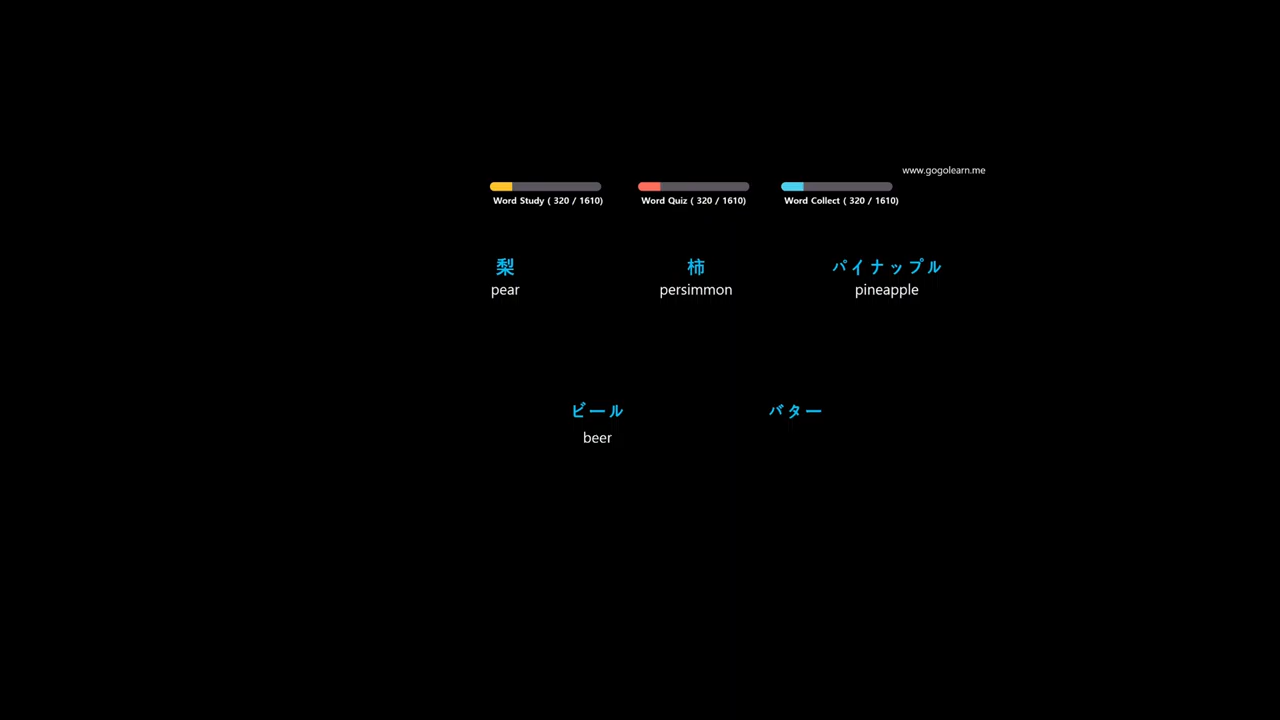 www.gogolearn.me
Word Study ( 320 / 1610)
Word Quiz ( 320 / 1610)
Word Collect ( 320 / 1610)
梨
柿
パイナップル
pear
persimmon
pineapple
ビール
バター
beer